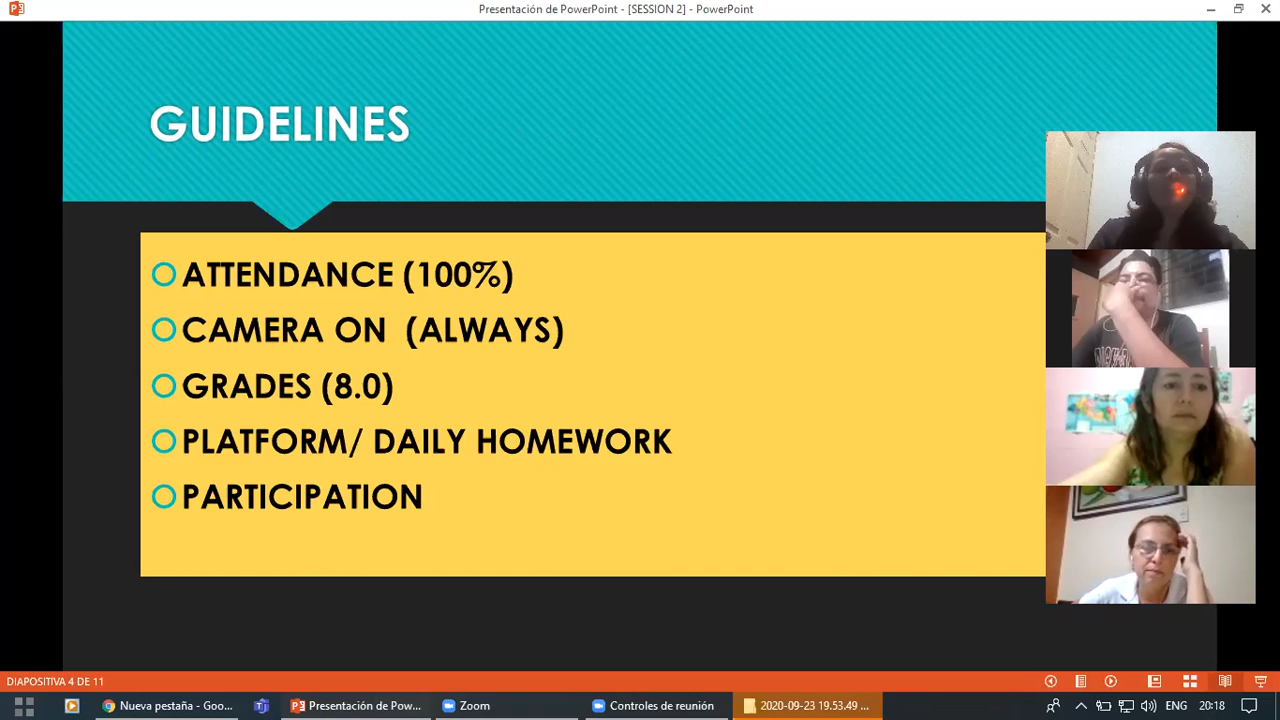 Presentación de PowerPoint - [SESSION 2] - PowerPoint
GUIDELINES
ATTENDANCE (100%)
CAMERA ON (ALWAYS)
GRADES (8.0)
PLATFORM/ DAILY HOMEWORK
PARTICIPATION
DIAPOSITIVA 4 DE 11
Nueva pestaña - Goo...
Presentación de Pow...
Zoom
Controles de reunión
2020-09-23 19.53.49 ...
ENG
20:18